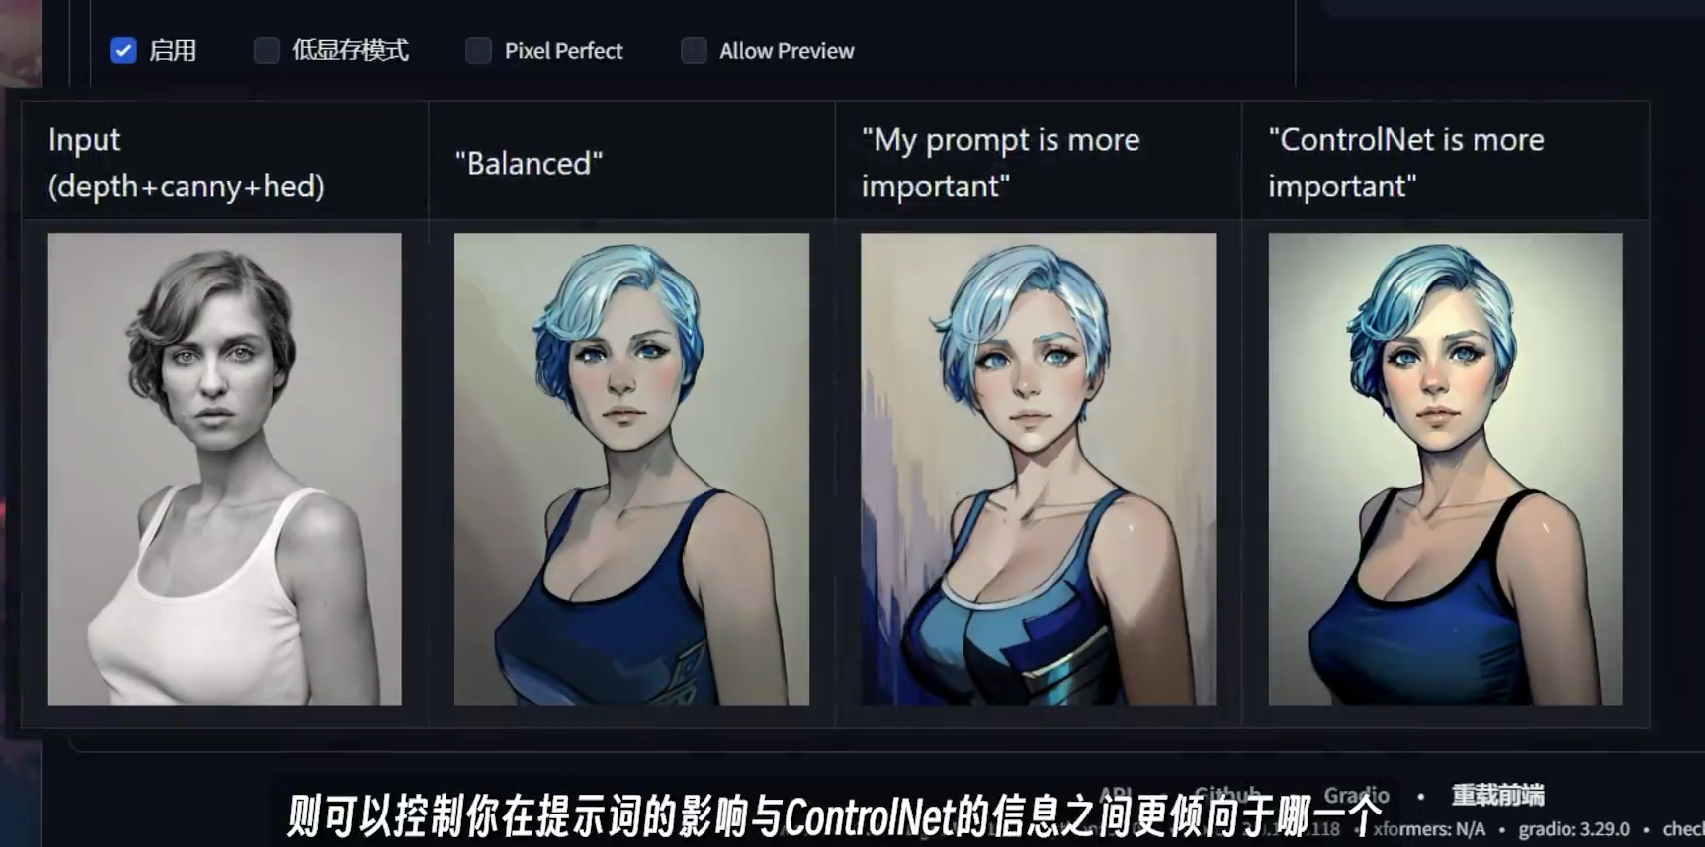 启用 低显存模式 Pixel Perfect Allow Preview
Input
(depth+canny+hed)
"Balanced"
"My prompt is more
important"
"ControlNet is more
important"
API • Github • Gradio • 重载前端
则可以控制你在提示词的影响与ControlNet的信息之间更倾向于哪一个
118 • xformers: N/A • gradio: 3.29.0 • chec